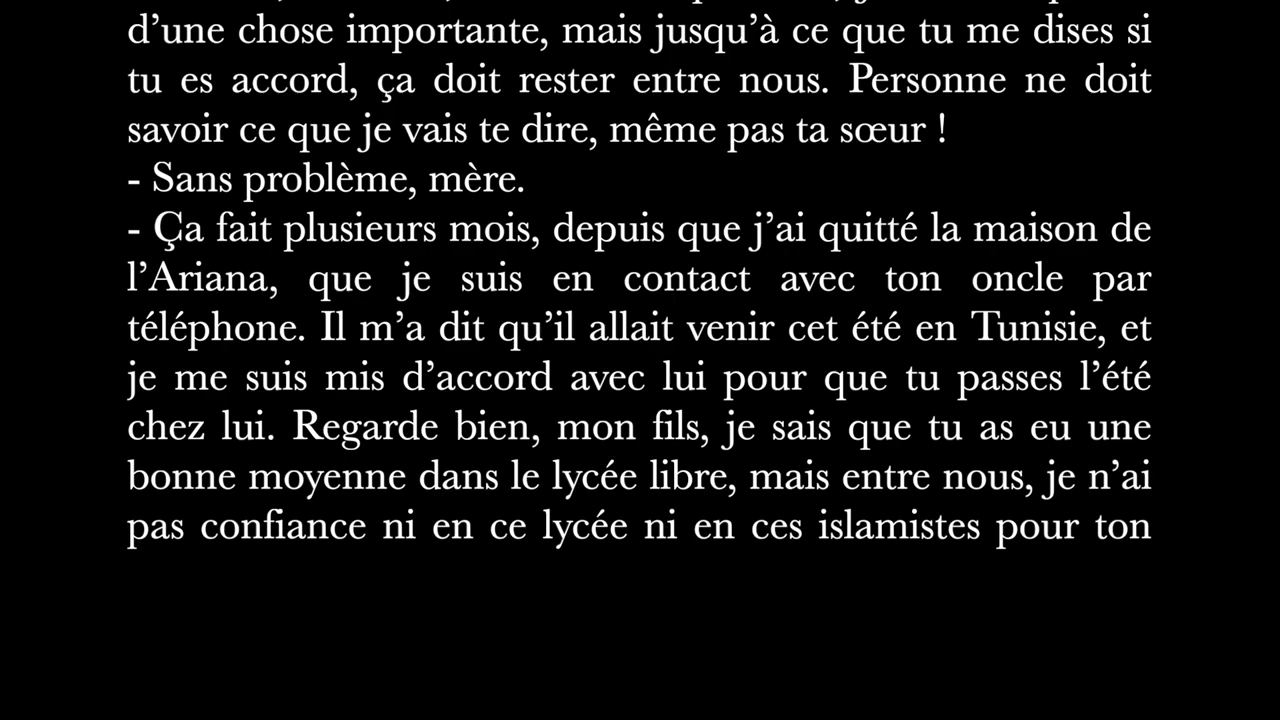 d’une chose importante, mais jusqu’à ce que tu me dises si
tu es accord, ça doit rester entre nous. Personne ne doit
savoir ce que je vais te dire, même pas ta sœur !
- Sans problème, mère.
- Ça fait plusieurs mois, depuis que j’ai quitté la maison de
l’Ariana, que je suis en contact avec ton oncle par
téléphone. Il m’a dit qu’il allait venir cet été en Tunisie, et
je me suis mis d’accord avec lui pour que tu passes l’été
chez lui. Regarde bien, mon fils, je sais que tu as eu une
bonne moyenne dans le lycée libre, mais entre nous, je n’ai
pas confiance ni en ce lycée ni en ces islamistes pour ton